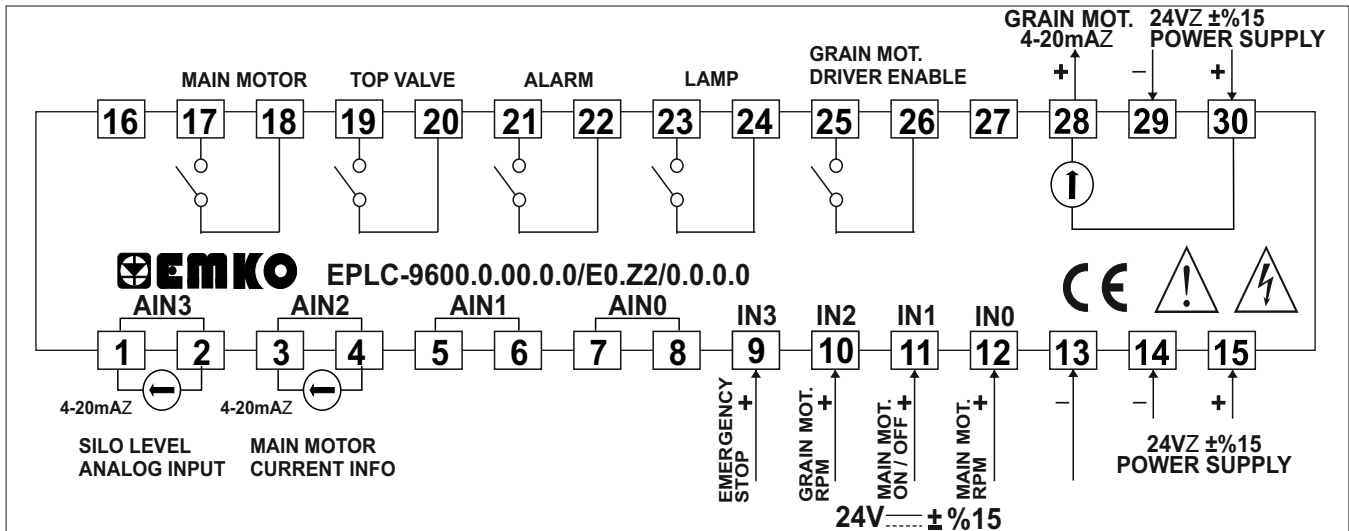 GRAIN MOT.
4-20mAZ
24VZ ±%15
POWER SUPPLY
MAIN MOTOR
TOP VALVE
ALARM
LAMP
GRAIN MOT.
DRIVER ENABLE
+
–
+
16 17 18 19 20 21 22 23 24 25 26 27 28 29 30
EMKO
EPLC-9600.0.00.0.0/E0.Z2/0.0.0.0
CE
AIN3 AIN2 AIN1 AIN0 IN3 IN2 IN1 IN0
1 2 3 4 5 6 7 8 9 10 11 12 13 14 15
4-20mAZ
4-20mAZ
SILO LEVEL
ANALOG INPUT
MAIN MOTOR
CURRENT INFO
EMERGENCY
STOP +
GRAIN MOT.
RPM +
MAIN MOT.
ON / OFF +
MAIN MOT.
RPM +
–
–
+
24VZ ±%15
POWER SUPPLY
24V ± %15